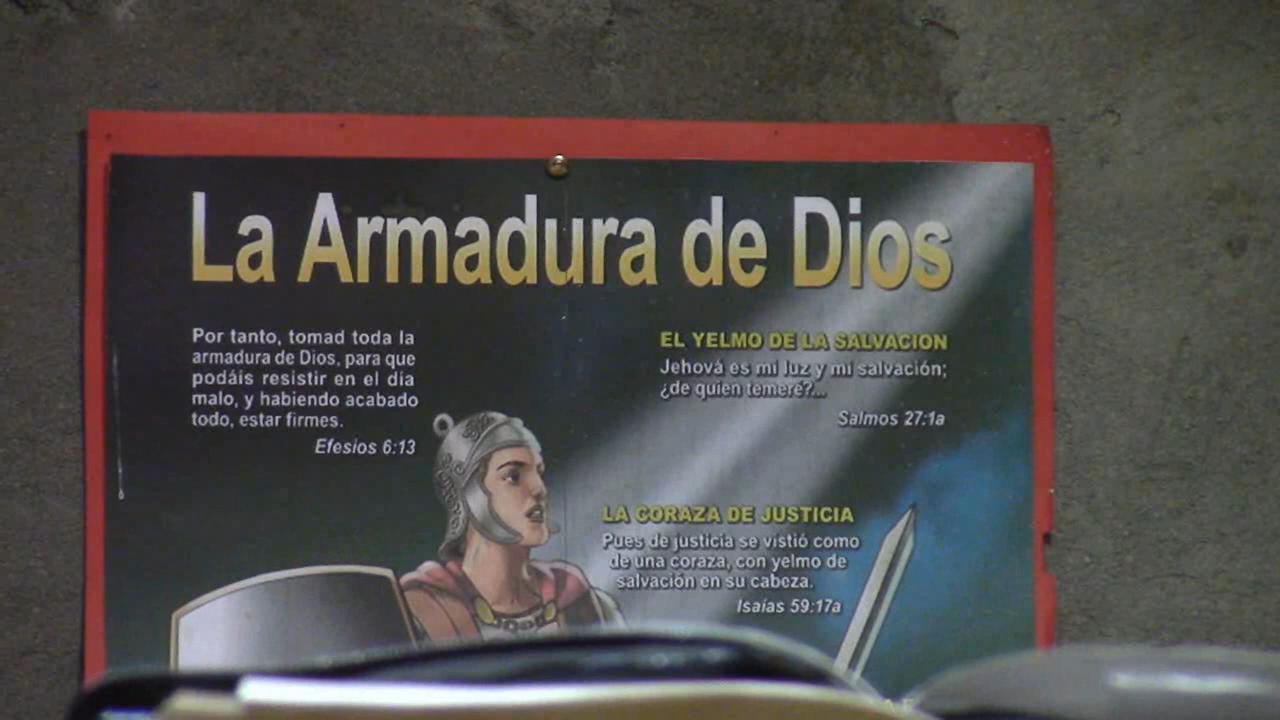 La Armadura de Dios
Por tanto, tomad toda la
armadura de Dios, para que
podáis resistir en el día
malo, y habiendo acabado
todo, estar firmes.
Efesios 6:13
EL YELMO DE LA SALVACION
Jehová es mi luz y mi salvación;
¿de quien temeré?...
Salmos 27:1a
LA CORAZA DE JUSTICIA
Pues de justicia se vistió como
de una coraza, con yelmo de
salvación en su cabeza.
Isaías 59:17a